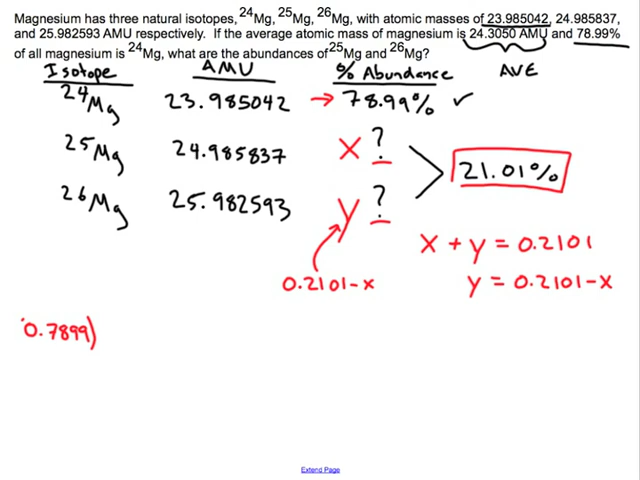 Magnesium has three natural isotopes, 24Mg, 25Mg, 26Mg, with atomic masses of 23.985042, 24.985837,
and 25.982593 AMU respectively. If the average atomic mass of magnesium is 24.3050 AMU and 78.99%
of all magnesium is 24Mg, what are the abundances of 25Mg and 26Mg?
Isotope AMU % Abundance AVE
24Mg 23.985042 → 78.99% ✓
25Mg 24.985837 x ?
21.01%
26Mg 25.982593 y ?
x + y = 0.2101
0.2101-x y = 0.2101-x
0.7899)
Extend Page